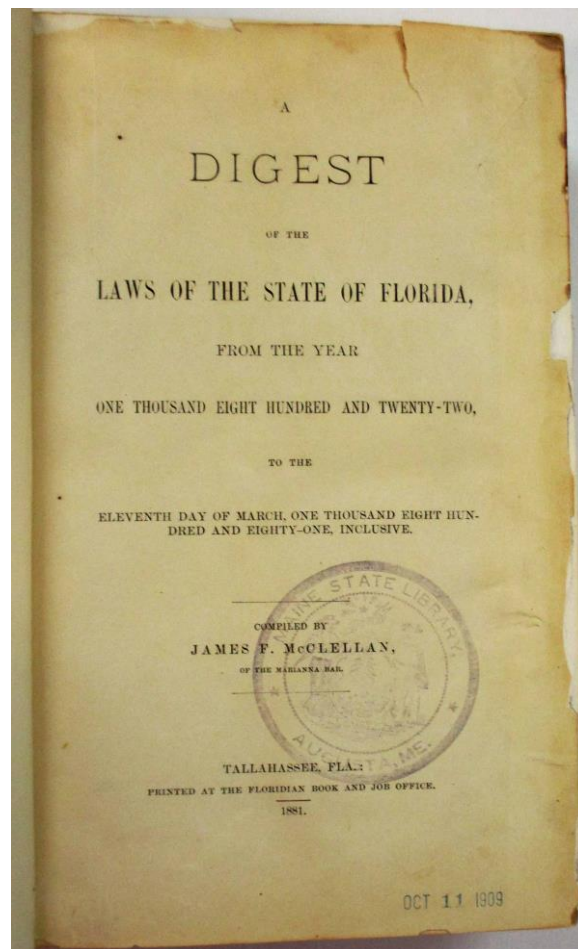 A
DIGEST
OF THE
LAWS OF THE STATE OF FLORIDA,
FROM THE YEAR
ONE THOUSAND EIGHT HUNDRED AND TWENTY-TWO,
TO THE
ELEVENTH DAY OF MARCH, ONE THOUSAND EIGHT HUN-
DRED AND EIGHTY-ONE, INCLUSIVE.
COMPILED BY
JAMES F. McCLELLAN,
OF THE MARIANNA BAR.
MAINE STATE LIBRARY,
AUGUSTA, ME.
TALLAHASSEE, FLA.:
PRINTED AT THE FLORIDIAN BOOK AND JOB OFFICE.
1881.
OCT 11 1909